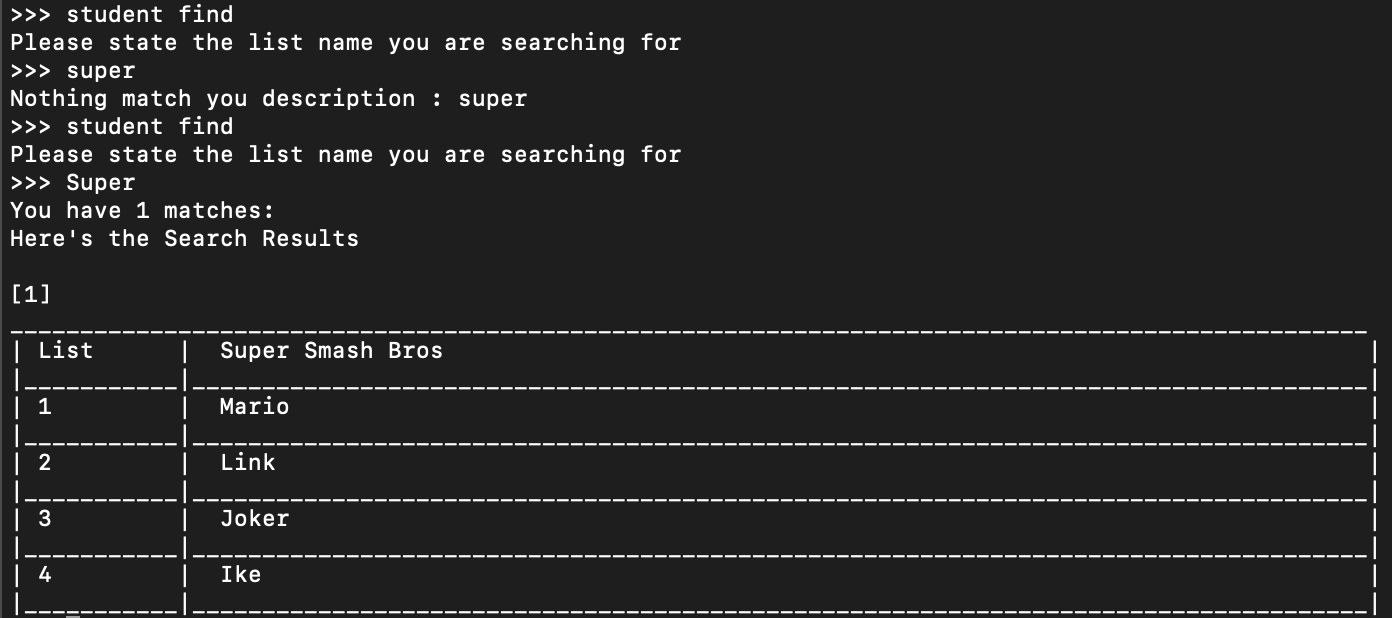 >>> student find
Please state the list name you are searching for
>>> super
Nothing match you description : super
>>> student find
Please state the list name you are searching for
>>> Super
You have 1 matches:
Here's the Search Results
[1]
| List | Super Smash Bros |
| 1 | Mario |
| 2 | Link |
| 3 | Joker |
| 4 | Ike |